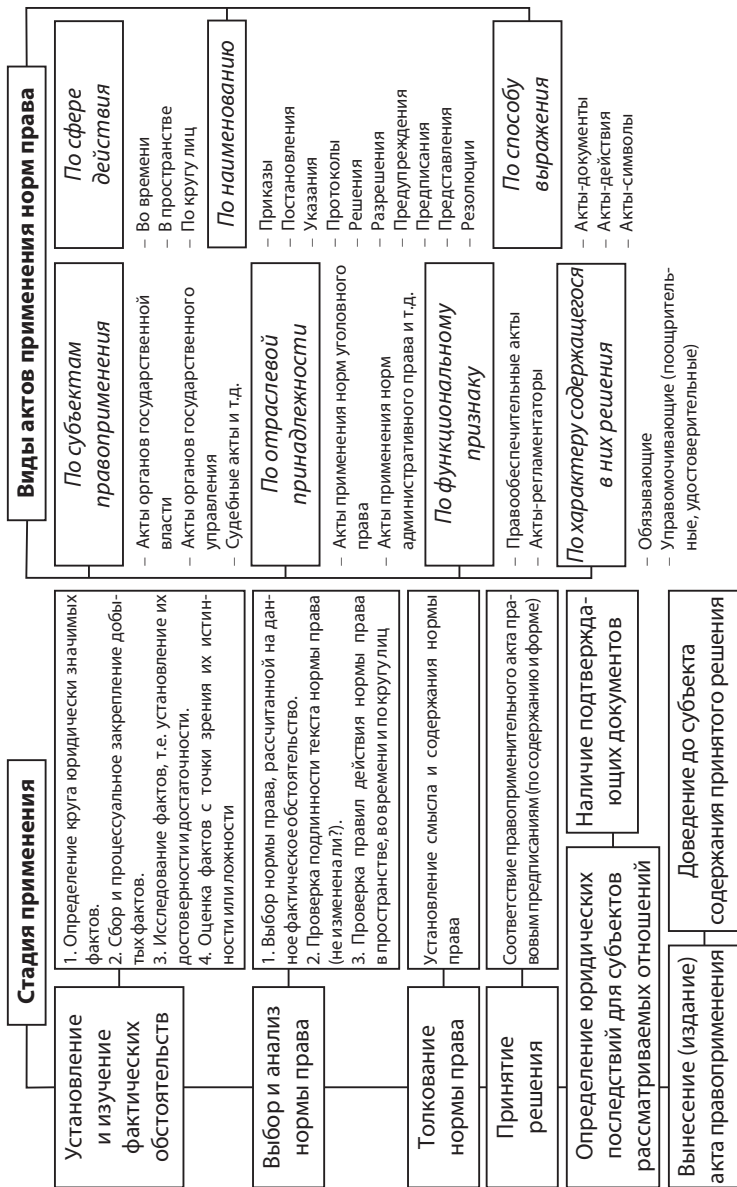 Стадия применения
Установление
и изучение
фактических
обстоятельств
1. Определение круга юридически значимых
фактов.
2. Сбор и процессуальное закрепление добы-
тых фактов.
3. Исследование фактов, т.е. установление их
достоверности и достаточности.
4. Оценка фактов с точки зрения их истин-
ности или ложности
Выбор и анализ
нормы права
1. Выбор нормы права, рассчитанной на дан-
ное фактическое обстоятельство.
2. Проверка подлинности текста нормы права
(не изменена ли?).
3. Проверка правил действия нормы права
в пространстве, во времени и по кругу лиц
Толкование
нормы права
Установление смысла и содержания нормы
права
Принятие
решения
Соответствие правоприменительного акта пра-
вовым предписаниям (по содержанию и форме)
Определение юридических
последствий для субъектов
рассматриваемых отношений
Наличие подтвержда-
ющих документов
Вынесение (издание)
акта правоприменения
Доведение до субъекта
содержания принятого решения
Виды актов применения норм права
По субъектам
правоприменения
– Акты органов государственной
власти
– Акты органов государственного
управления
– Судебные акты и т.д.
По отраслевой
принадлежности
– Акты применения норм уголовного
права
– Акты применения норм
административного права и т.д.
По функциональному
признаку
– Правообеспечительные акты
– Акты-регламентаторы
По характеру содержащегося
в них решения
– Обязывающие
– Управомочивающие (поощритель-
ные, удостоверительные)
По сфере
действия
– Во времени
– В пространстве
– По кругу лиц
По наименованию
– Приказы
– Постановления
– Указания
– Протоколы
– Решения
– Разрешения
– Предупреждения
– Предписания
– Представления
– Резолюции
По способу
выражения
– Акты-документы
– Акты-действия
– Акты-символы